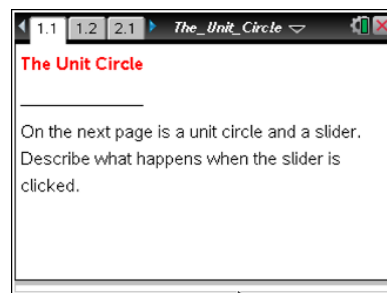 1.1 1.2 2.1 The_Unit_Circle
The Unit Circle
On the next page is a unit circle and a slider.
Describe what happens when the slider is
clicked.